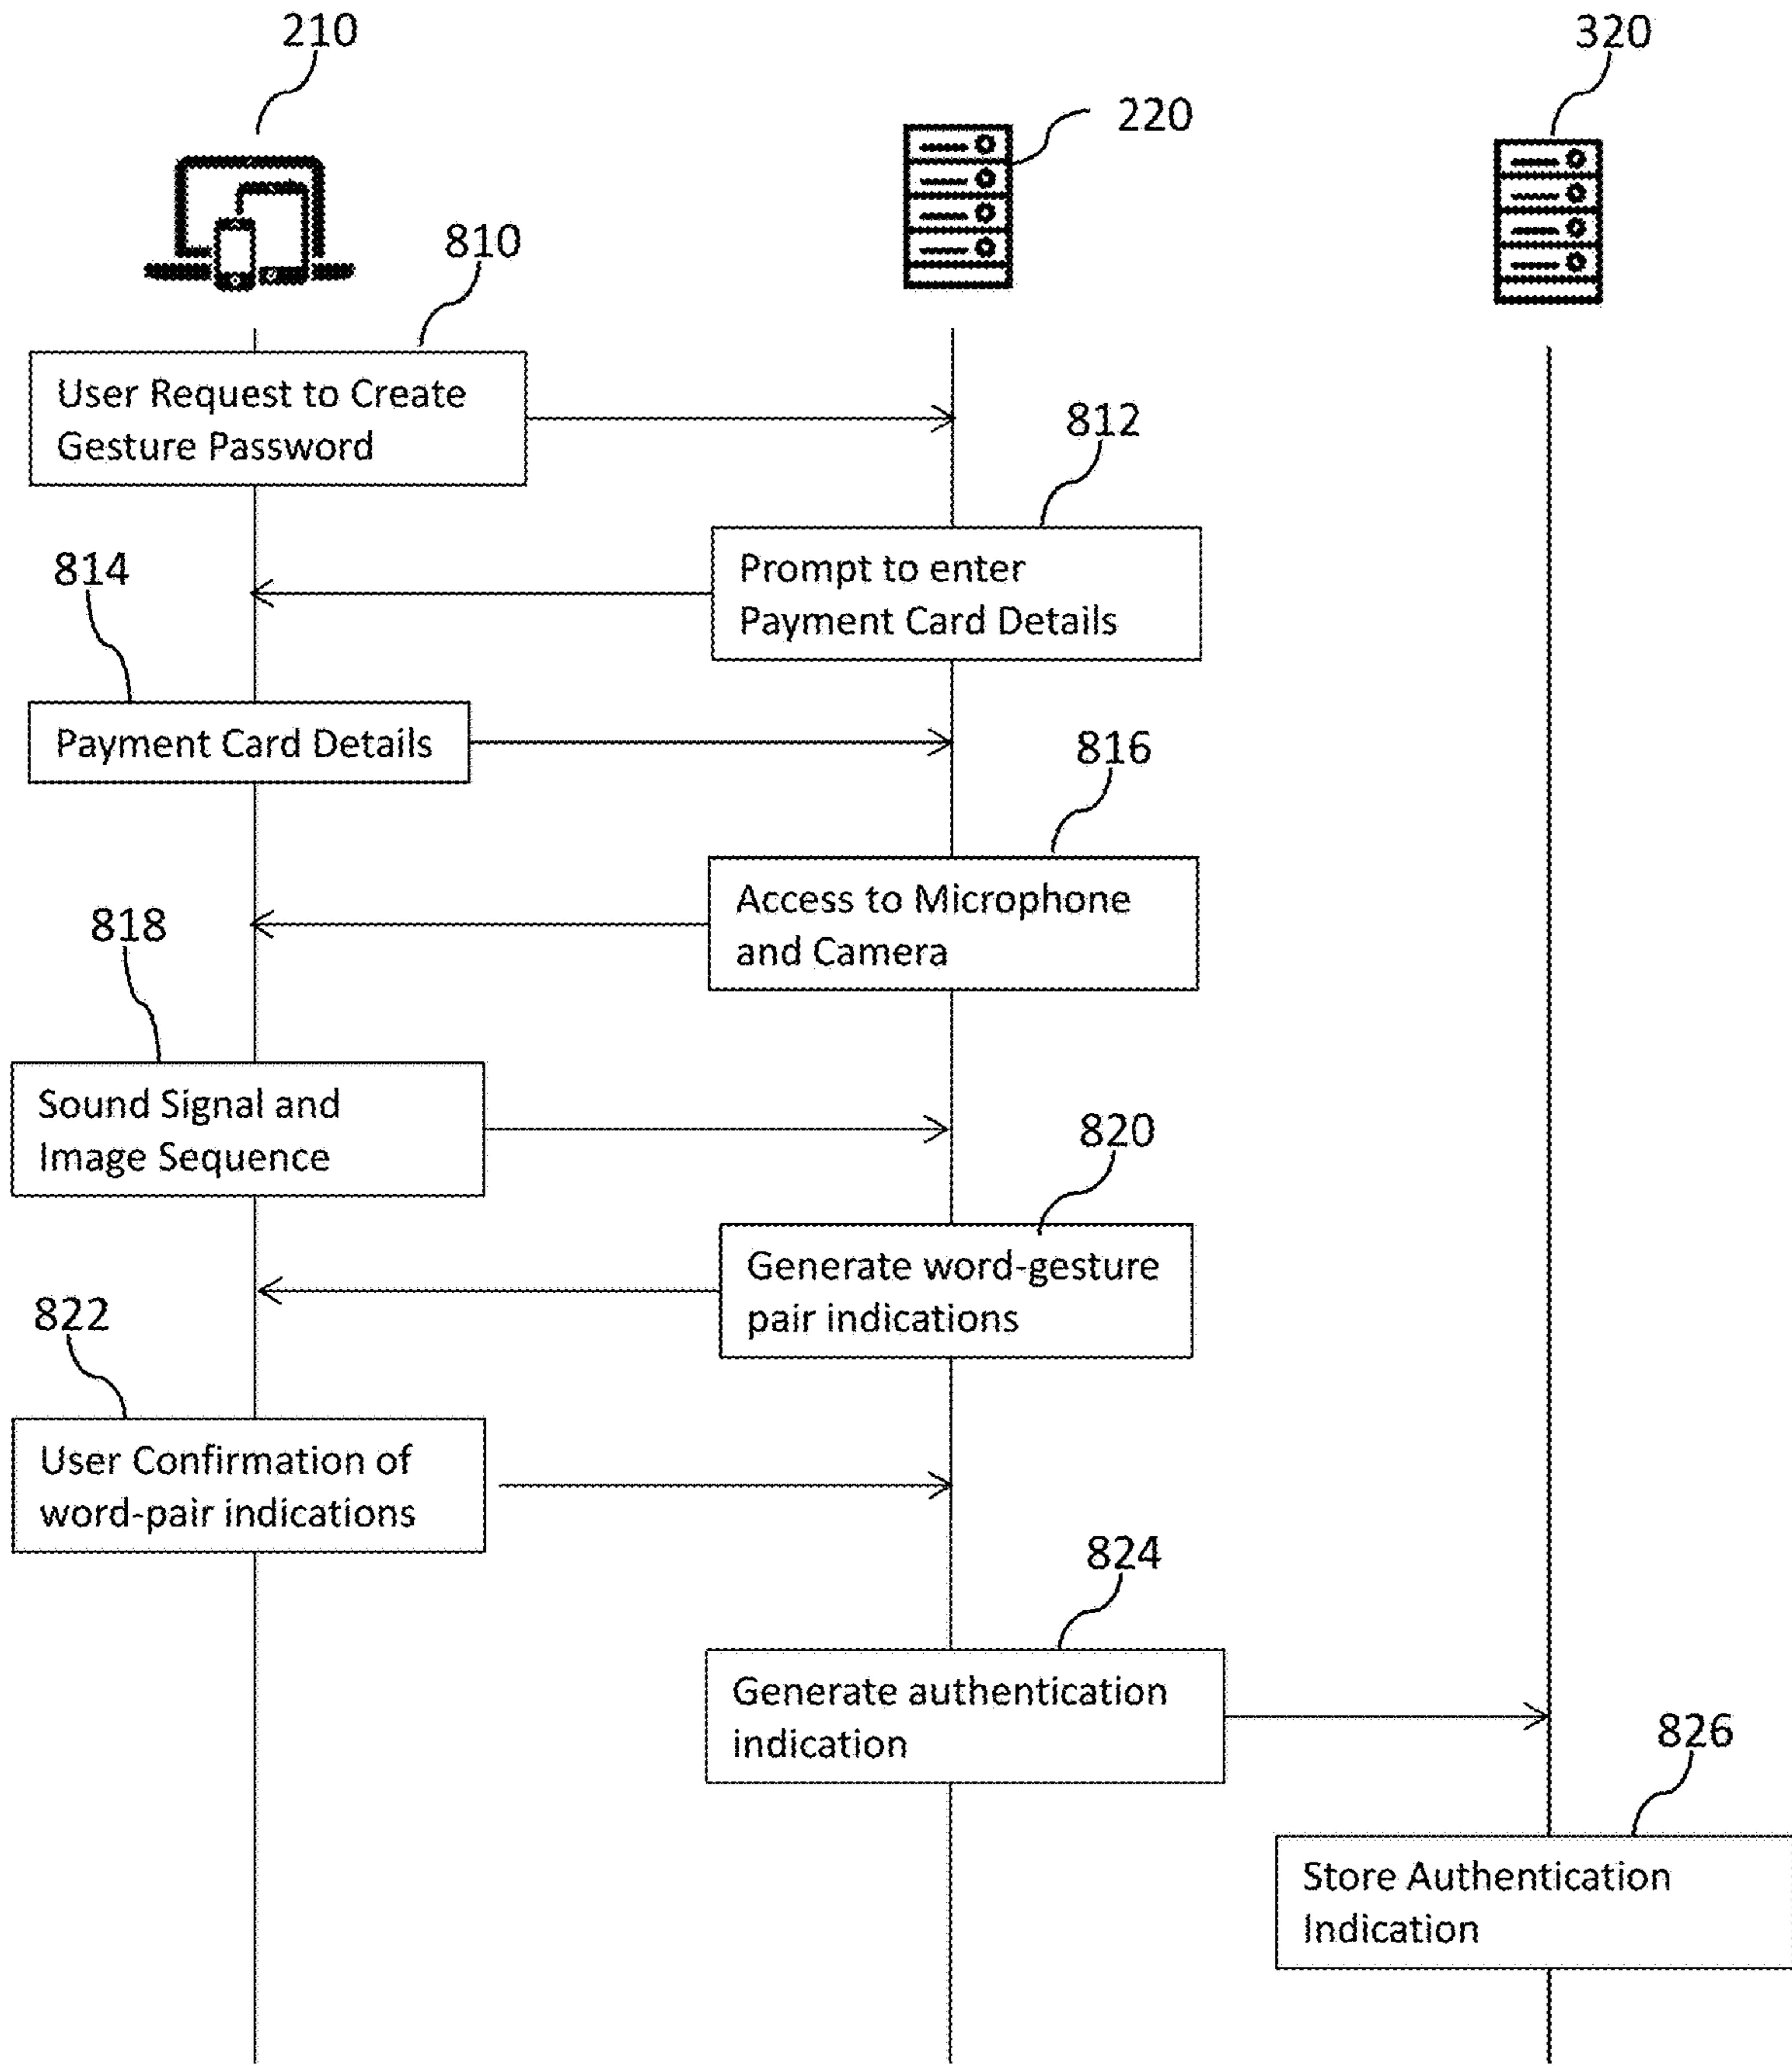 210
320
220
810
User Request to Create
Gesture Password
812
Prompt to enter
Payment Card Details
814
Payment Card Details
816
Access to Microphone
and Camera
818
Sound Signal and
Image Sequence
820
Generate word-gesture
pair indications
822
User Confirmation of
word-pair indications
824
Generate authentication
indication
826
Store Authentication
Indication